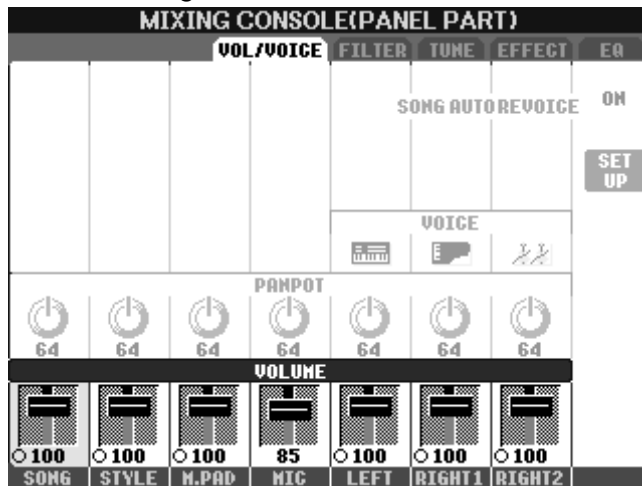 MIXING CONSOLE(PANEL PART)
VOL/VOICE FILTER TUNE EFFECT EQ
SONG AUTO REVOICE ON
SET UP
VOICE
PANPOT
64 64 64 64 64 64 64
VOLUME
100 100 100 85 100 100 100
SONG STYLE M.PAD MIC LEFT RIGHT1 RIGHT2